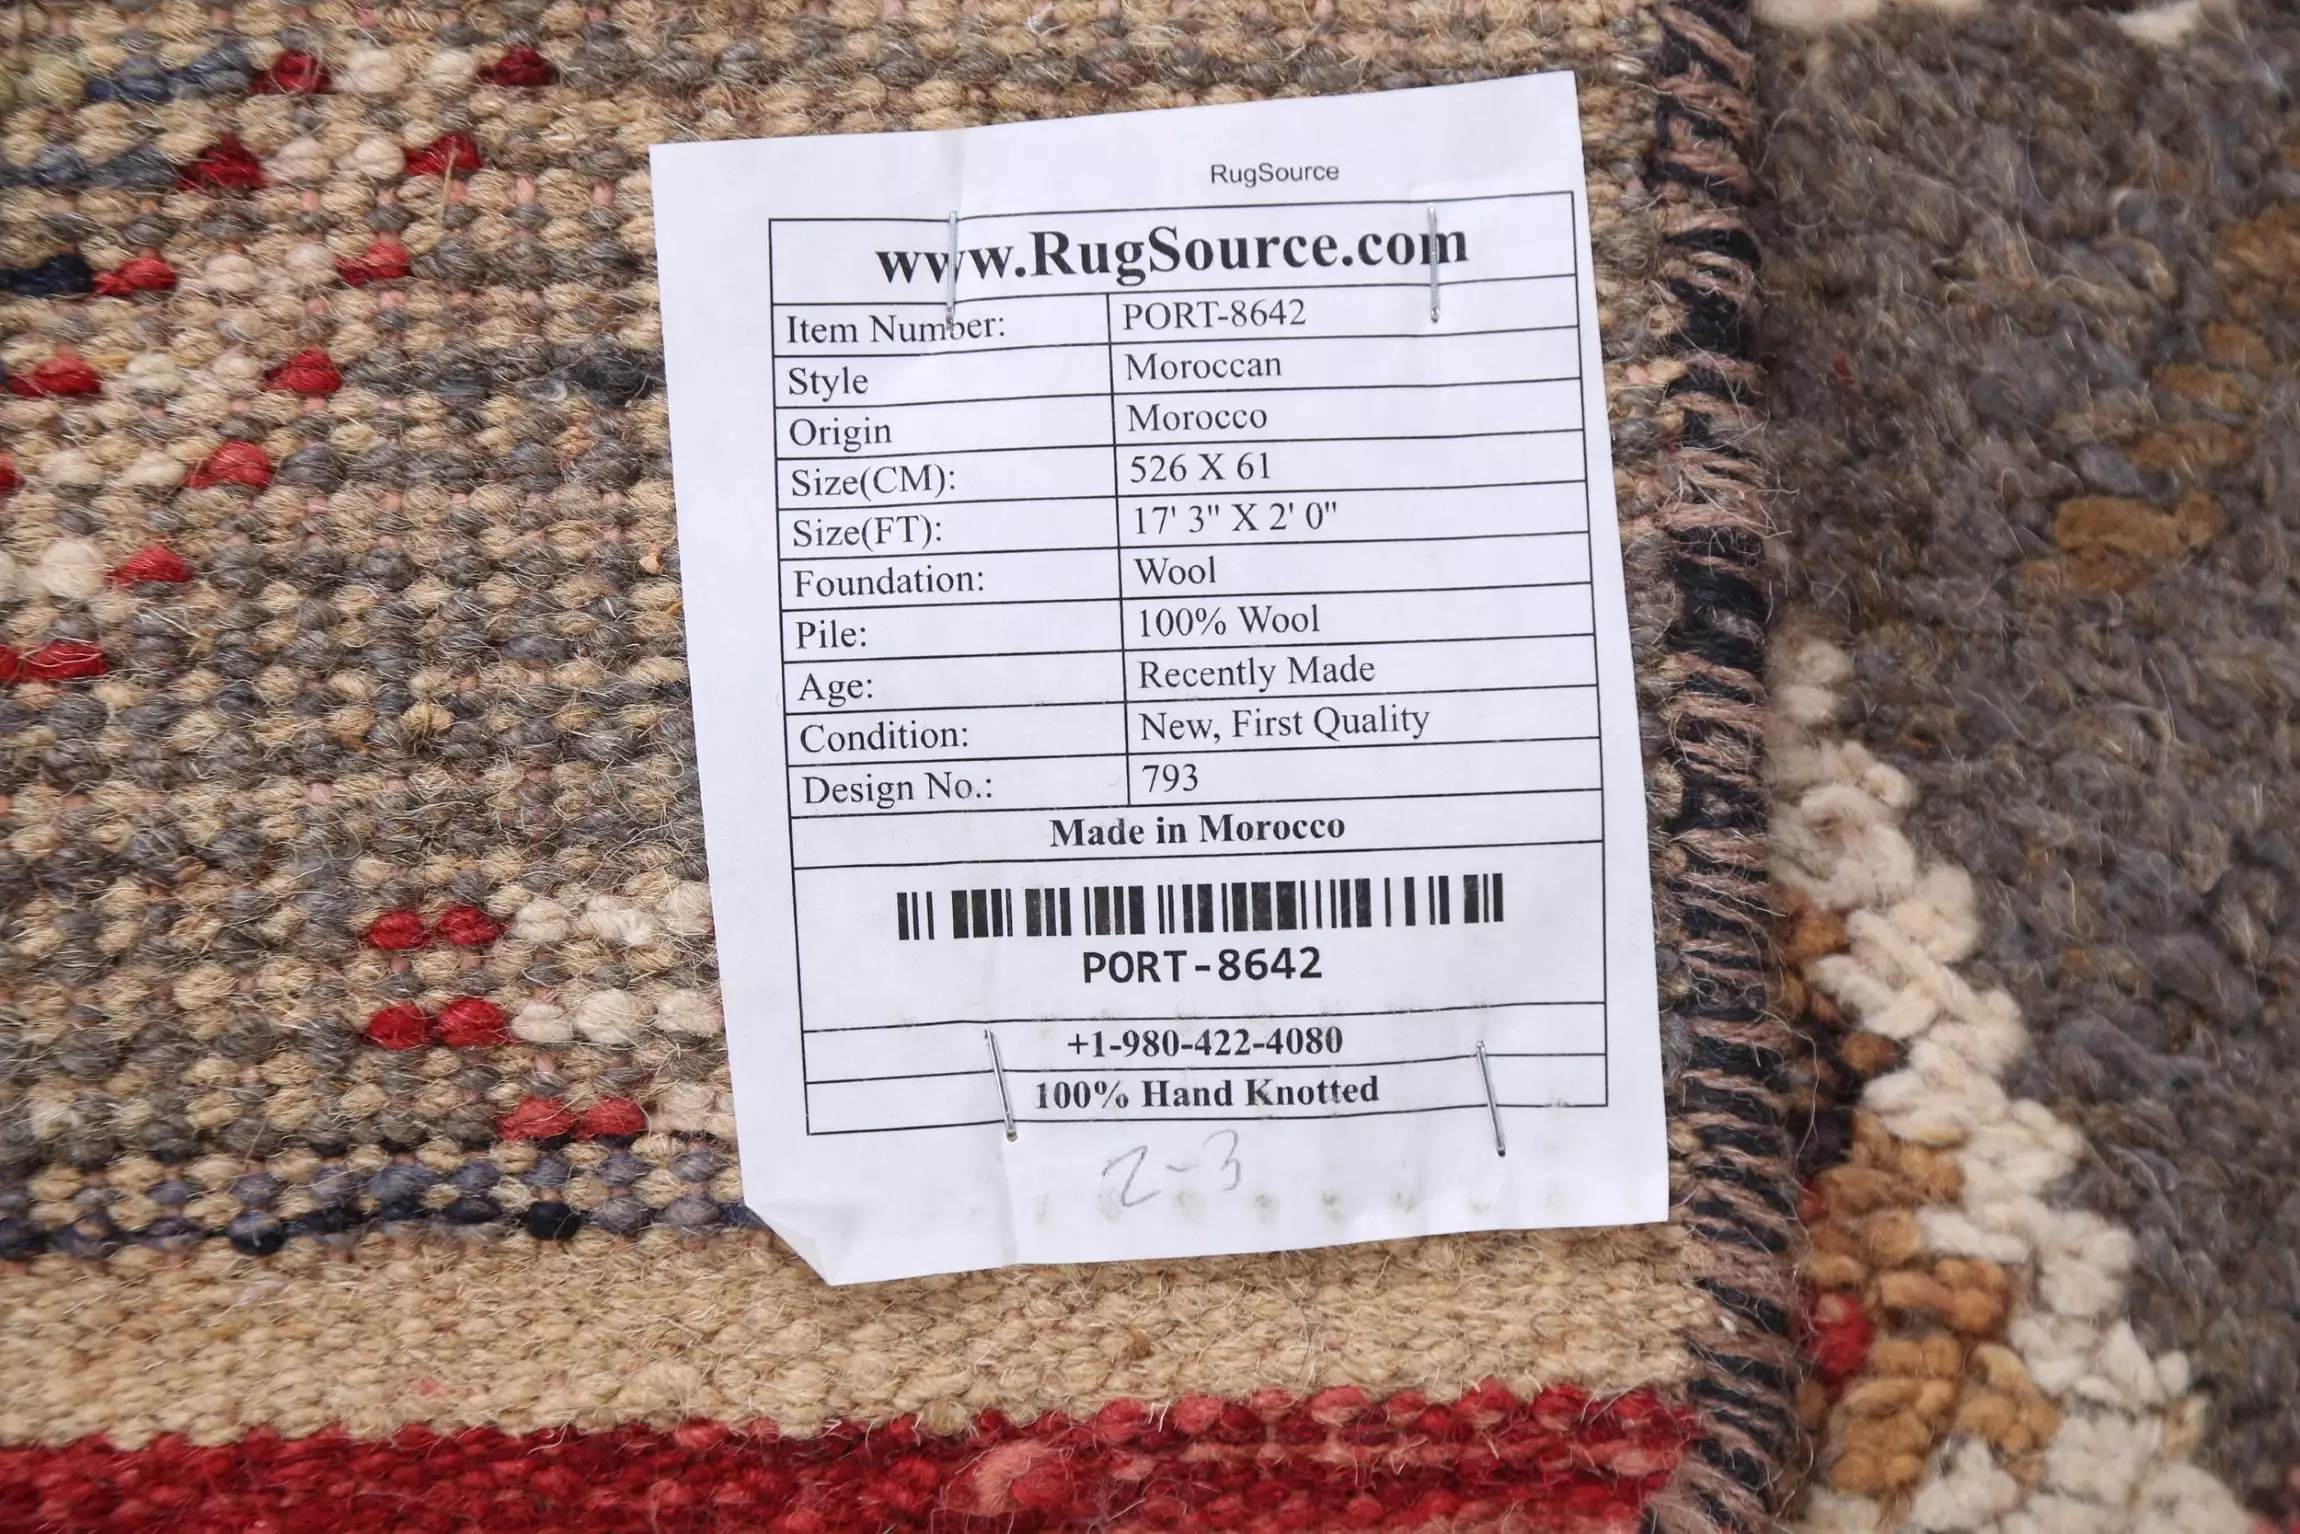 RugSource
www.RugSource.com
Item Number: PORT-8642
Style Moroccan
Origin Morocco
Size(CM): 526 X 61
Size(FT): 17' 3" X 2' 0"
Foundation: Wool
Pile: 100% Wool
Age: Recently Made
Condition: New, First Quality
Design No.: 793
Made in Morocco
PORT-8642
+1-980-422-4080
100% Hand Knotted
2-3